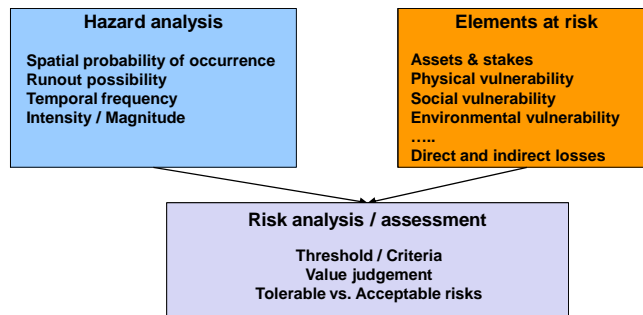 Hazard analysis
Spatial probability of occurrence
Runout possibility
Temporal frequency
Intensity / Magnitude
Elements at risk
Assets & stakes
Physical vulnerability
Social vulnerability
Environmental vulnerability
.....
Direct and indirect losses
Risk analysis / assessment
Threshold / Criteria
Value judgement
Tolerable vs. Acceptable risks